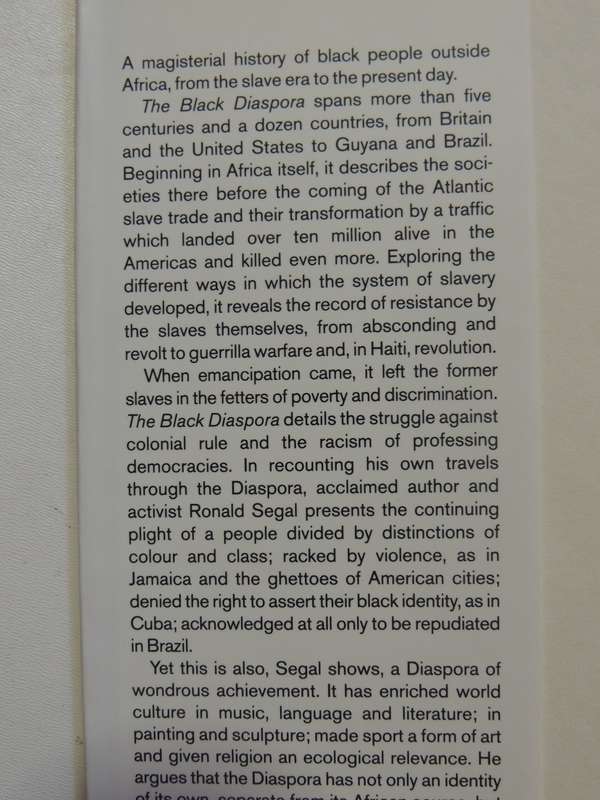 A magisterial history of black people outside
Africa, from the slave era to the present day.
The Black Diaspora spans more than five
centuries and a dozen countries, from Britain
and the United States to Guyana and Brazil.
Beginning in Africa itself, it describes the soci-
eties there before the coming of the Atlantic
slave trade and their transformation by a traffic
which landed over ten million alive in the
Americas and killed even more. Exploring the
different ways in which the system of slavery
developed, it reveals the record of resistance by
the slaves themselves, from absconding and
revolt to guerrilla warfare and, in Haiti, revolution.
When emancipation came, it left the former
slaves in the fetters of poverty and discrimination.
The Black Diaspora details the struggle against
colonial rule and the racism of professing
democracies. In recounting his own travels
through the Diaspora, acclaimed author and
activist Ronald Segal presents the continuing
plight of a people divided by distinctions of
colour and class; racked by violence, as in
Jamaica and the ghettoes of American cities;
denied the right to assert their black identity, as in
Cuba; acknowledged at all only to be repudiated
in Brazil.
Yet this is also, Segal shows, a Diaspora of
wondrous achievement. It has enriched world
culture in music, language and literature; in
painting and sculpture; made sport a form of art
and given religion an ecological relevance. He
argues that the Diaspora has not only an identity
of its own, separate from its African